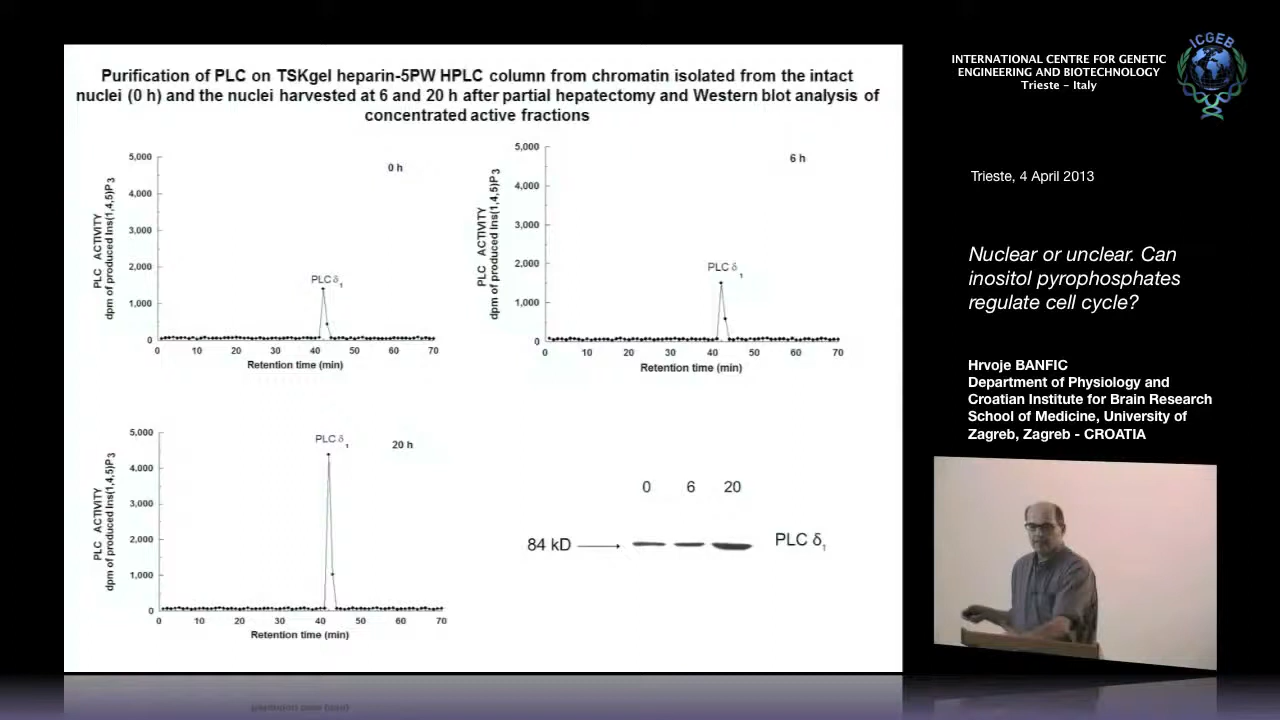 Purification of PLC on TSKgel heparin-5PW HPLC column from chromatin isolated from the intact
nuclei (0 h) and the nuclei harvested at 6 and 20 h after partial hepatectomy and Western blot analysis of
concentrated active fractions
PLC ACTIVITY
dpm of produced Ins(1,4,5)P3
5,000
4,000
3,000
2,000
1,000
0
0 h
PLC δ1
0 10 20 30 40 50 60 70
Retention time (min)
PLC ACTIVITY
dpm of produced Ins(1,4,5)P3
5,000
4,000
3,000
2,000
1,000
0
6 h
PLC δ1
0 10 20 30 40 50 60 70
Retention time (min)
PLC ACTIVITY
dpm of produced Ins(1,4,5)P3
5,000
4,000
3,000
2,000
1,000
0
PLC δ1
20 h
0 10 20 30 40 50 60 70
Retention time (min)
0 6 20
84 kD
PLC δ1
INTERNATIONAL CENTRE FOR GENETIC
ENGINEERING AND BIOTECHNOLOGY
Trieste - Italy
ICGEB
Trieste, 4 April 2013
Nuclear or unclear. Can
inositol pyrophosphates
regulate cell cycle?
Hrvoje BANFIC
Department of Physiology and
Croatian Institute for Brain Research
School of Medicine, University of
Zagreb, Zagreb - CROATIA